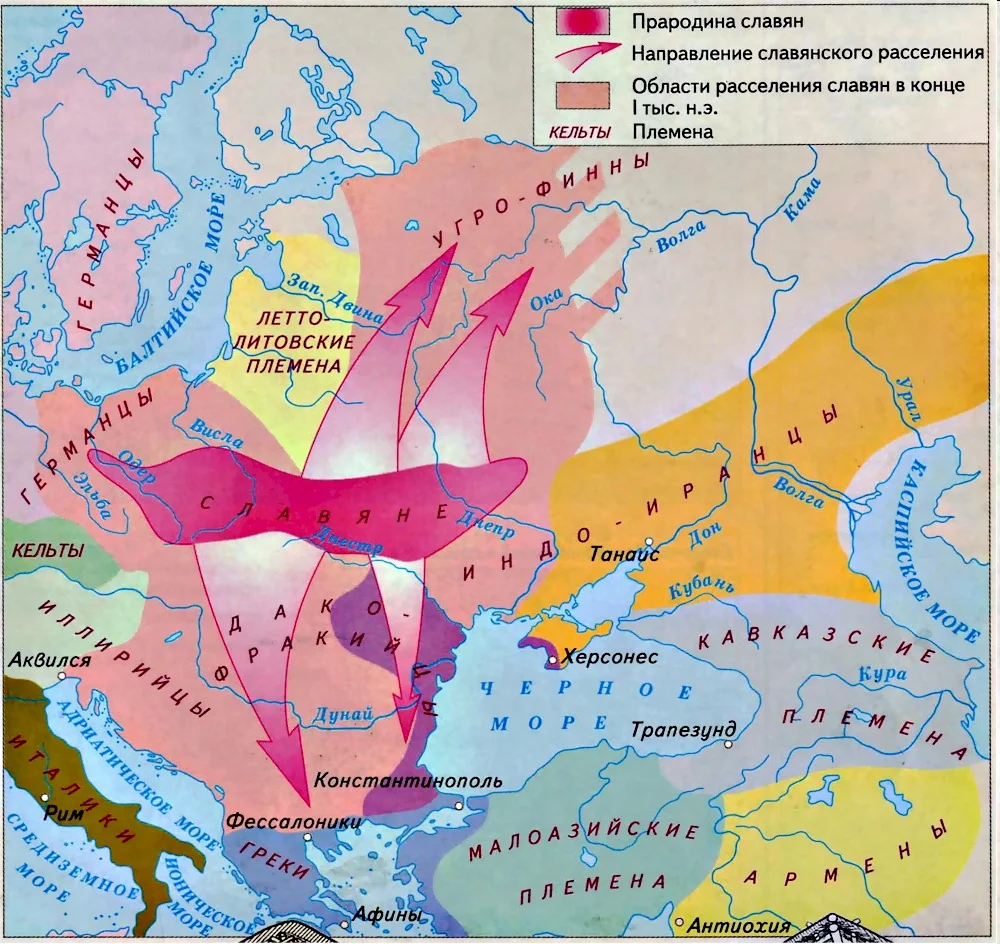 Прародина славян
Направление славянского расселения
Области расселения славян в конце
I тыс. н.э.
КЕЛЬТЫ Племена
ГЕРМАНЦЫ
БАЛТИЙСКОЕ МОРЕ
УГРО-ФИННЫ
Кама
Волга
Ока
Зап. Двина
ЛЕТТО-
ЛИТОВСКИЕ
ПЛЕМЕНА
ГЕРМАНЦЫ
Висла
Одер
Эльба
СЛАВЯНЕ
Днестр
Днепр
ИНДО-ИРАНЦЫ
Урал
Волга
КАСПИЙСКОЕ МОРЕ
Танаис
Дон
Кубань
КЕЛЬТЫ
ИЛЛИРИЙЦЫ
ДАКО-
ФРАКИЙЦЫ
Аквился
Херсонес
КАВКАЗСКИЕ
ПЛЕМЕНА
Кура
ЧЕРНОЕ
МОРЕ
Трапезунд
Дунай
АДРИАТИЧЕСКОЕ МОРЕ
ИТАЛИКИ
Рим
Константинополь
Фессалоники
ГРЕКИ
СРЕДИЗЕМНОЕ
МОРЕ
ИОНИЧЕСКОЕ
МОРЕ
Афины
МАЛОАЗИЙСКИЕ
ПЛЕМЕНА
АРМЕНЫ
Антиохия